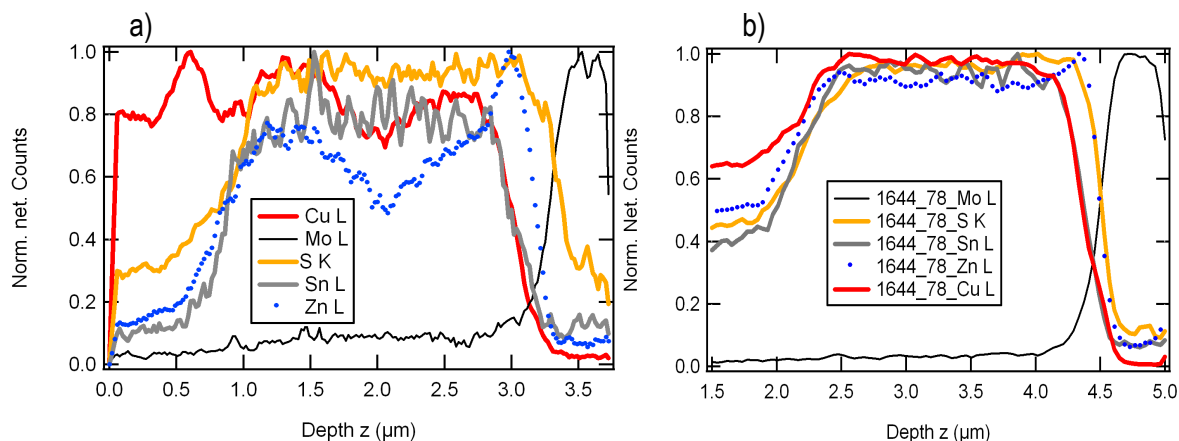 a)
Norm. net. Counts
1.0
0.8
0.6
0.4
0.2
0.0
Cu L
Mo L
S K
Sn L
Zn L
0.0 0.5 1.0 1.5 2.0 2.5 3.0 3.5
Depth z (µm)
b)
Norm. Net. Counts
1.0
0.8
0.6
0.4
0.2
0.0
1644_78_Mo L
1644_78_S K
1644_78_Sn L
1644_78_Zn L
1644_78_Cu L
1.5 2.0 2.5 3.0 3.5 4.0 4.5 5.0
Depth z (µm)